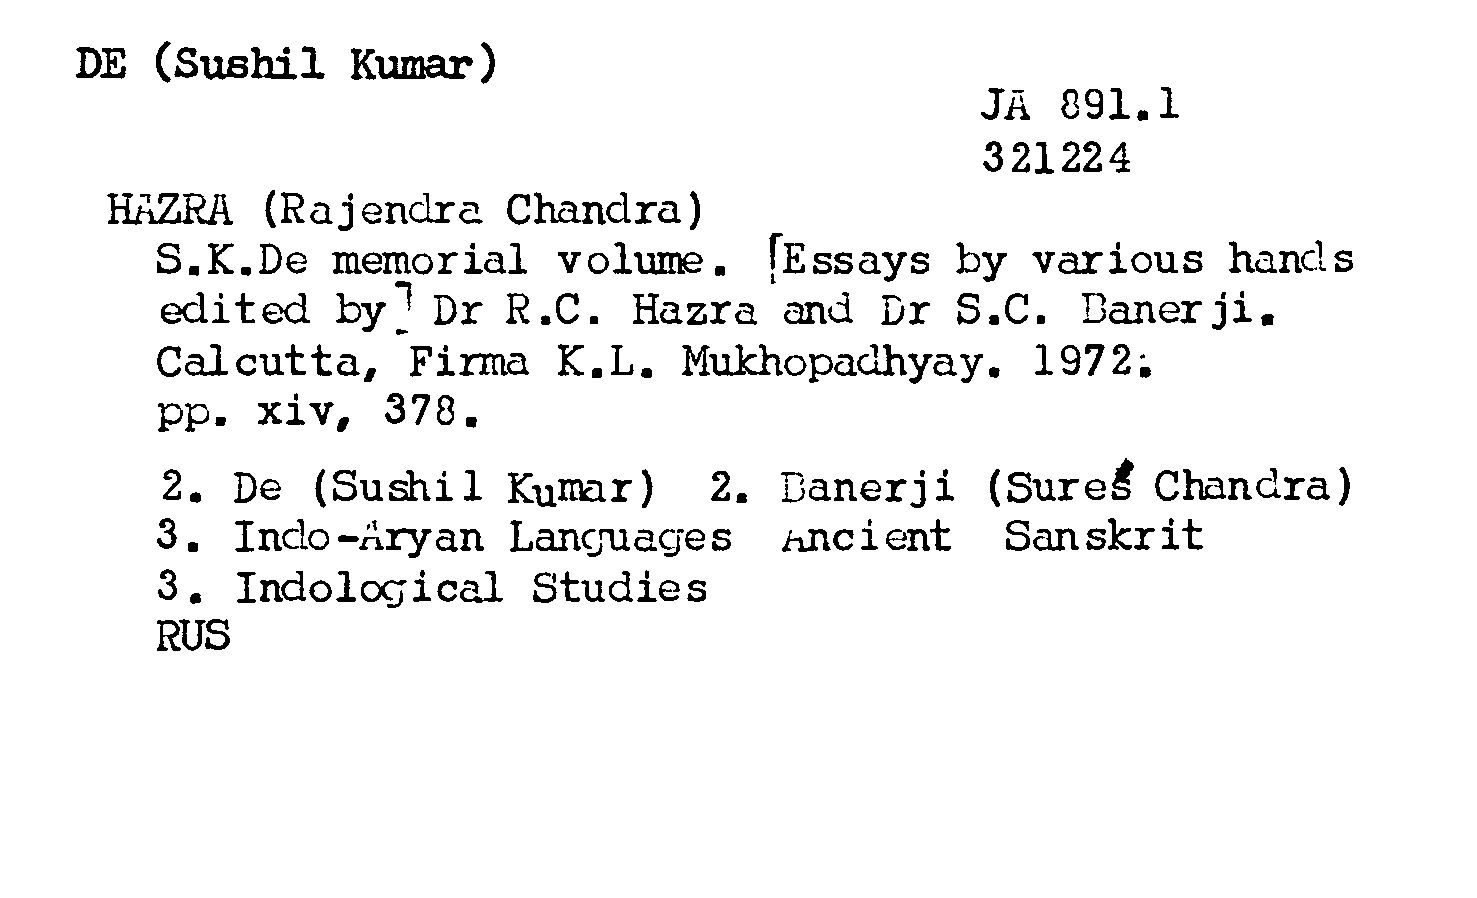 DE (Sushil Kumar)
JA 891.1
321224
HAZRA (Rajendra Chandra)
S.K.De memorial volume. [Essays by various hands
edited by] Dr R.C. Hazra and Dr S.C. Banerji.
Calcutta, Firma K.L. Mukhopadhyay. 1972.
pp. xiv, 378.
2. De (Sushil Kumar) 2. Banerji (Sures Chandra)
3. Indo-Aryan Languages Ancient Sanskrit
3. Indological Studies
RUS